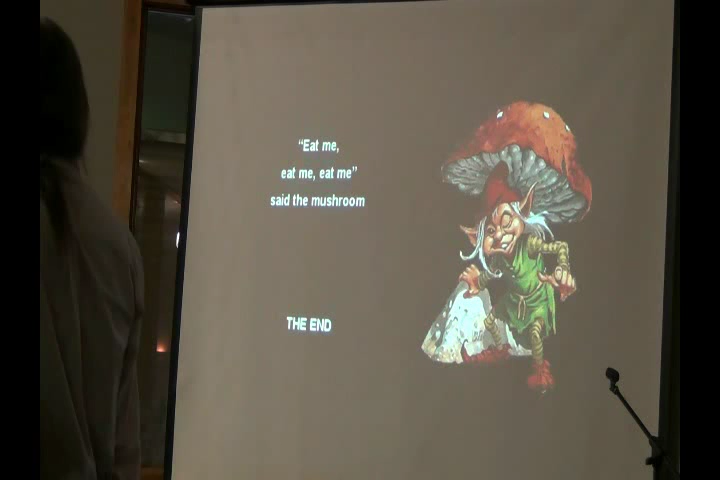 “Eat me,
eat me, eat me”
said the mushroom
THE END